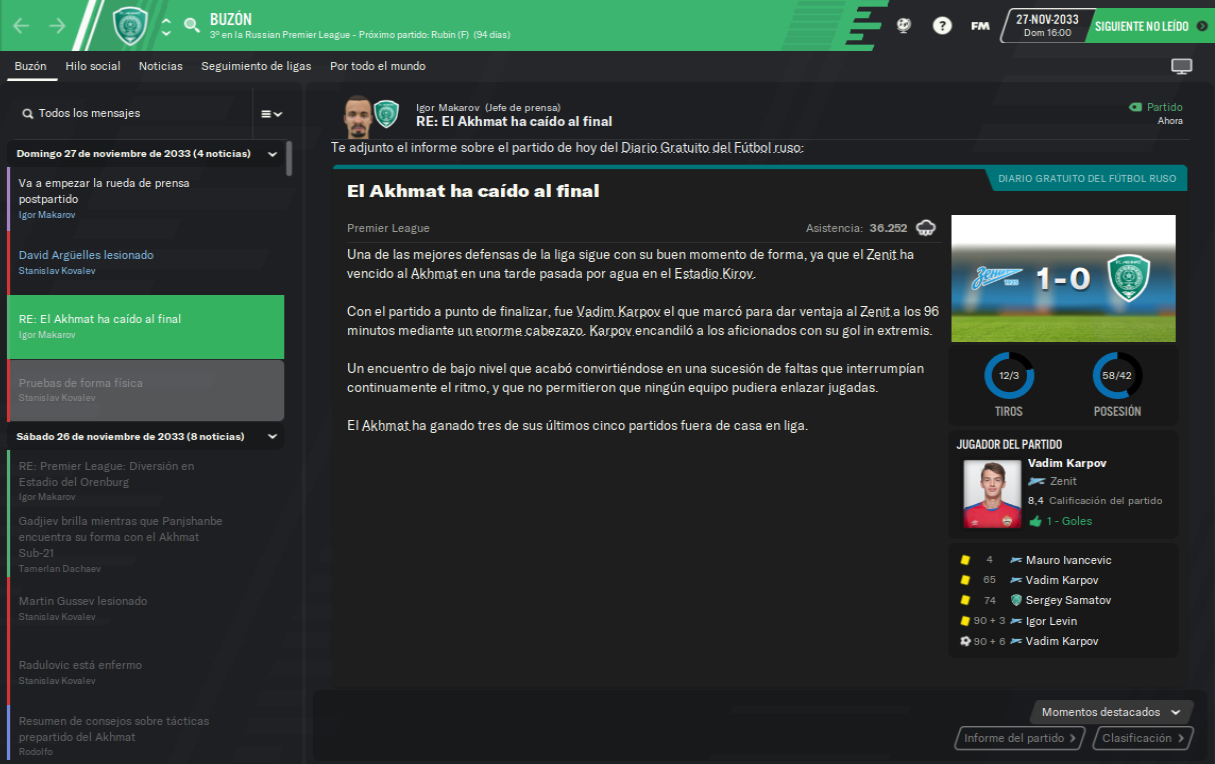 BUZÓN
3º en la Russian Premier League - Próximo partido: Rubin (F) (94 días)
FM
27-NOV-2033
Dom 16:00
SIGUIENTE NO LEÍDO
Buzón Hilo social Noticias Seguimiento de ligas Por todo el mundo
Todos los mensajes
Domingo 27 de noviembre de 2033 (4 noticias)
Va a empezar la rueda de prensa
postpartido
Igor Makarov
David Argüelles lesionado
Stanislav Kovalev
RE: El Akhmat ha caído al final
Igor Makarov
Pruebas de forma física
Stanislav Kovalev
Sábado 26 de noviembre de 2033 (8 noticias)
RE: Premier League: Diversión en
Estadio del Orenburg
Igor Makarov
Gadjiev brilla mientras que Panjshanbe
encuentra su forma con el Akhmat
Sub-21
Tamerlan Dachaev
Martin Gussev lesionado
Stanislav Kovalev
Radulovic está enfermo
Stanislav Kovalev
Resumen de consejos sobre tácticas
prepartido del Akhmat
Rodolfo
Igor Makarov (Jefe de prensa)
RE: El Akhmat ha caído al final
Partido
Ahora
Te adjunto el informe sobre el partido de hoy del Diario Gratuito del Fútbol ruso:
DIARIO GRATUITO DEL FÚTBOL RUSO
El Akhmat ha caído al final
Premier League
Asistencia: 36.252
Una de las mejores defensas de la liga sigue con su buen momento de forma, ya que el Zenit ha
vencido al Akhmat en una tarde pasada por agua en el Estadio Kirov.
Con el partido a punto de finalizar, fue Vadim Karpov el que marcó para dar ventaja al Zenit a los 96
minutos mediante un enorme cabezazo. Karpov encandiló a los aficionados con su gol in extremis.
Un encuentro de bajo nivel que acabó convirtiéndose en una sucesión de faltas que interrumpían
continuamente el ritmo, y que no permitieron que ningún equipo pudiera enlazar jugadas.
El Akhmat ha ganado tres de sus últimos cinco partidos fuera de casa en liga.
1-0
12/3
58/42
TIROS
POSESIÓN
JUGADOR DEL PARTIDO
Vadim Karpov
Zenit
8,4 Calificación del partido
1 - Goles
4 Mauro Ivancevic
65 Vadim Karpov
74 Sergey Samatov
90 + 3 Igor Levin
90 + 6 Vadim Karpov
Momentos destacados
Informe del partido
Clasificación